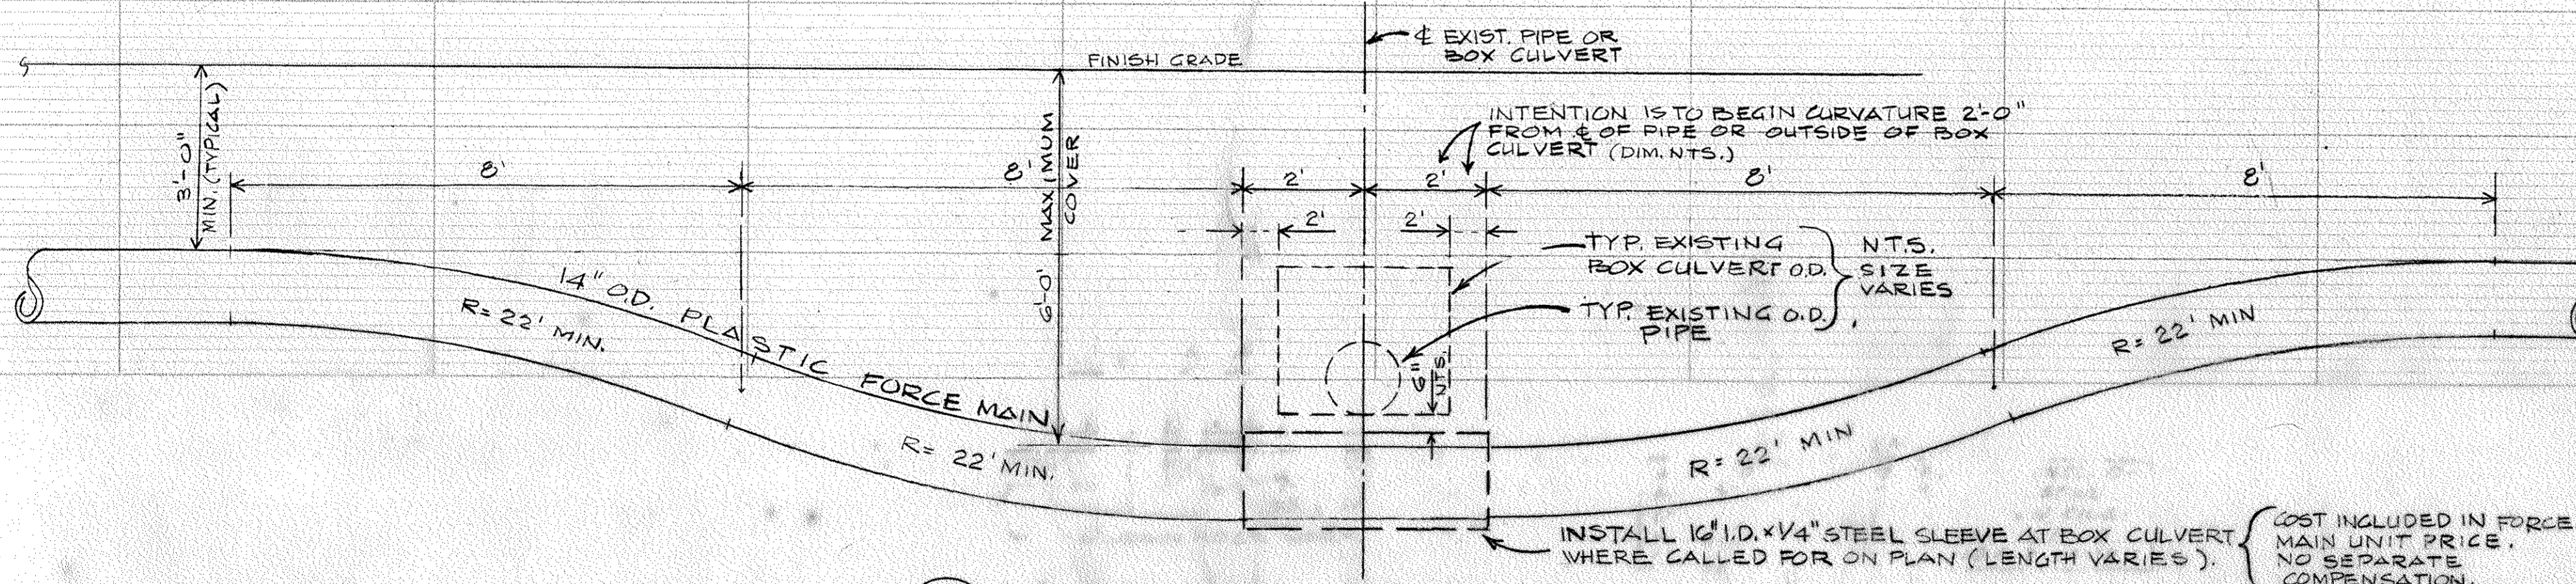 ℄ EXIST. PIPE OR
BOX CULVERT
FINISH GRADE
3'-0"
MIN. (TYPICAL)
MAXIMUM
COVER
6'-0"
INTENTION IS TO BEGIN CURVATURE 2'-0"
FROM ℄ OF PIPE OR OUTSIDE OF BOX
CULVERT (DIM. NTS.)
8'
8'
2'
2'
8'
8'
2'
2'
TYP. EXISTING
BOX CULVERT O.D.
TYP. EXISTING O.D.
PIPE
N.T.S.
SIZE
VARIES
6"
NTS.
14" O.D. PLASTIC FORCE MAIN
R= 22' MIN.
R= 22' MIN.
R= 22' MIN
R= 22' MIN
INSTALL 16" I.D. x 1/4" STEEL SLEEVE AT BOX CULVERT
WHERE CALLED FOR ON PLAN (LENGTH VARIES).
COST INCLUDED IN FORCE
MAIN UNIT PRICE.
NO SEPARATE
COMPENSATION.